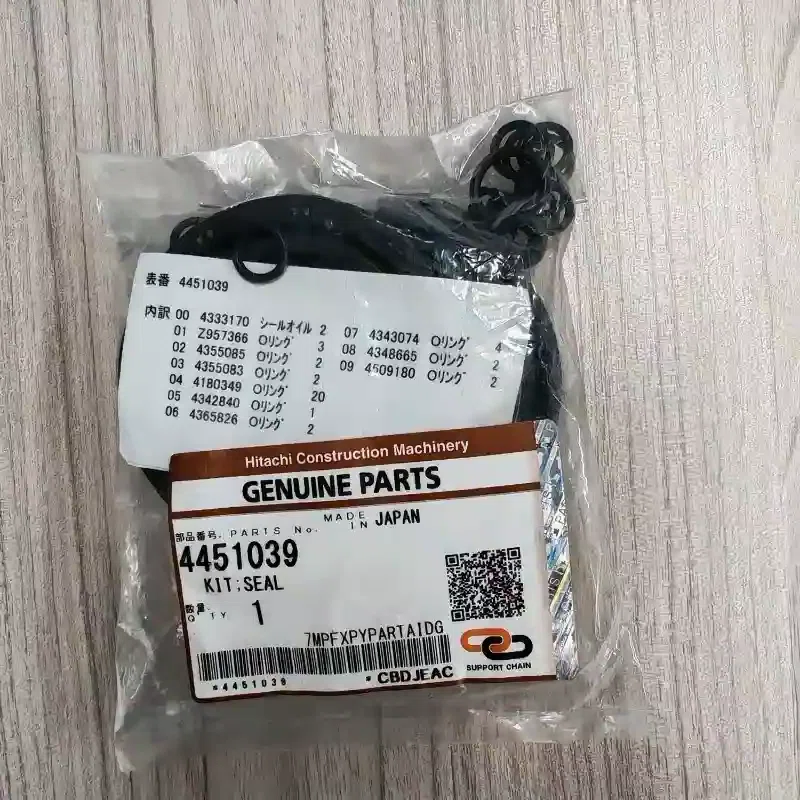 表番 4451039
内訳 00 4333170 シールオイル 2
01 Z957366 Oリング 3
02 4355085 Oリング 2
03 4355083 Oリング 2
04 4180349 Oリング 20
05 4342840 Oリング 1
06 4365826 Oリング 2
07 4343074 Oリング 4
08 4348665 Oリング 2
09 4509180 Oリング 2
Hitachi Construction Machinery
GENUINE PARTS
MADE IN JAPAN
部品番号. PARTS No.
4451039
KIT;SEAL
数量 Q'TY 1
7MPFXPYPARTAIDG
*4451039 *
CBDJEAC
SUPPORT CHAIN